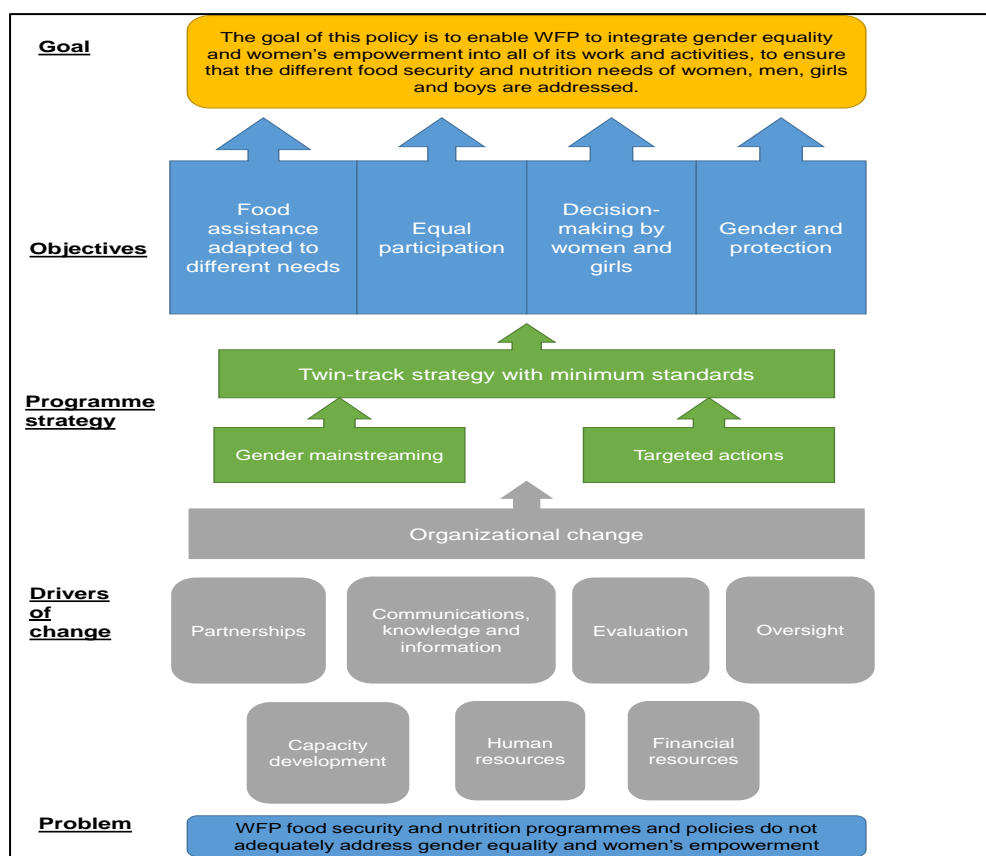 Goal
The goal of this policy is to enable WFP to integrate gender equality
and women's empowerment into all of its work and activities, to ensure
that the different food security and nutrition needs of women, men, girls
and boys are addressed.
Objectives
Food
assistance
adapted to
different needs
Equal
participation
Decision-
making by
women and
girls
Gender and
protection
Programme
strategy
Twin-track strategy with minimum standards
Gender mainstreaming
Targeted actions
Organizational change
Drivers
of
change
Partnerships
Communications,
knowledge and
information
Evaluation
Oversight
Capacity
development
Human
resources
Financial
resources
Problem
WFP food security and nutrition programmes and policies do not
adequately address gender equality and women's empowerment